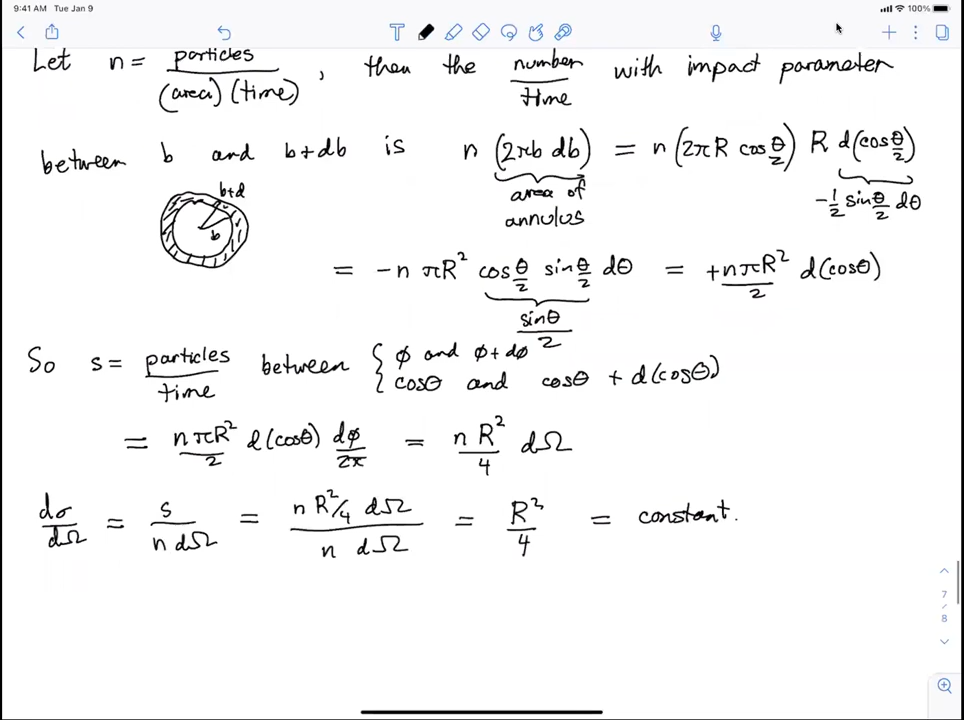 9:41 AM Tue Jan 9 100%
Let n = particles / (area)(time) , then the number / time with impact parameter
between b and b+db is n (2πb db) = n (2πR cos θ/2) R d(cos θ/2)
area of annulus
-1/2 sin θ/2 dθ
b+d
b
= -n πR² cos θ/2 sin θ/2 dθ = + nπR²/2 d(cosθ)
sinθ/2
So s = particles / time between { φ and φ+dφ
cosθ and cosθ + d(cosθ)
= nπR²/2 d(cosθ) dφ/2π = nR²/4 dΩ
dσ/dΩ = s / n dΩ = n R²/4 dΩ / n dΩ = R²/4 = constant.
7
/
8